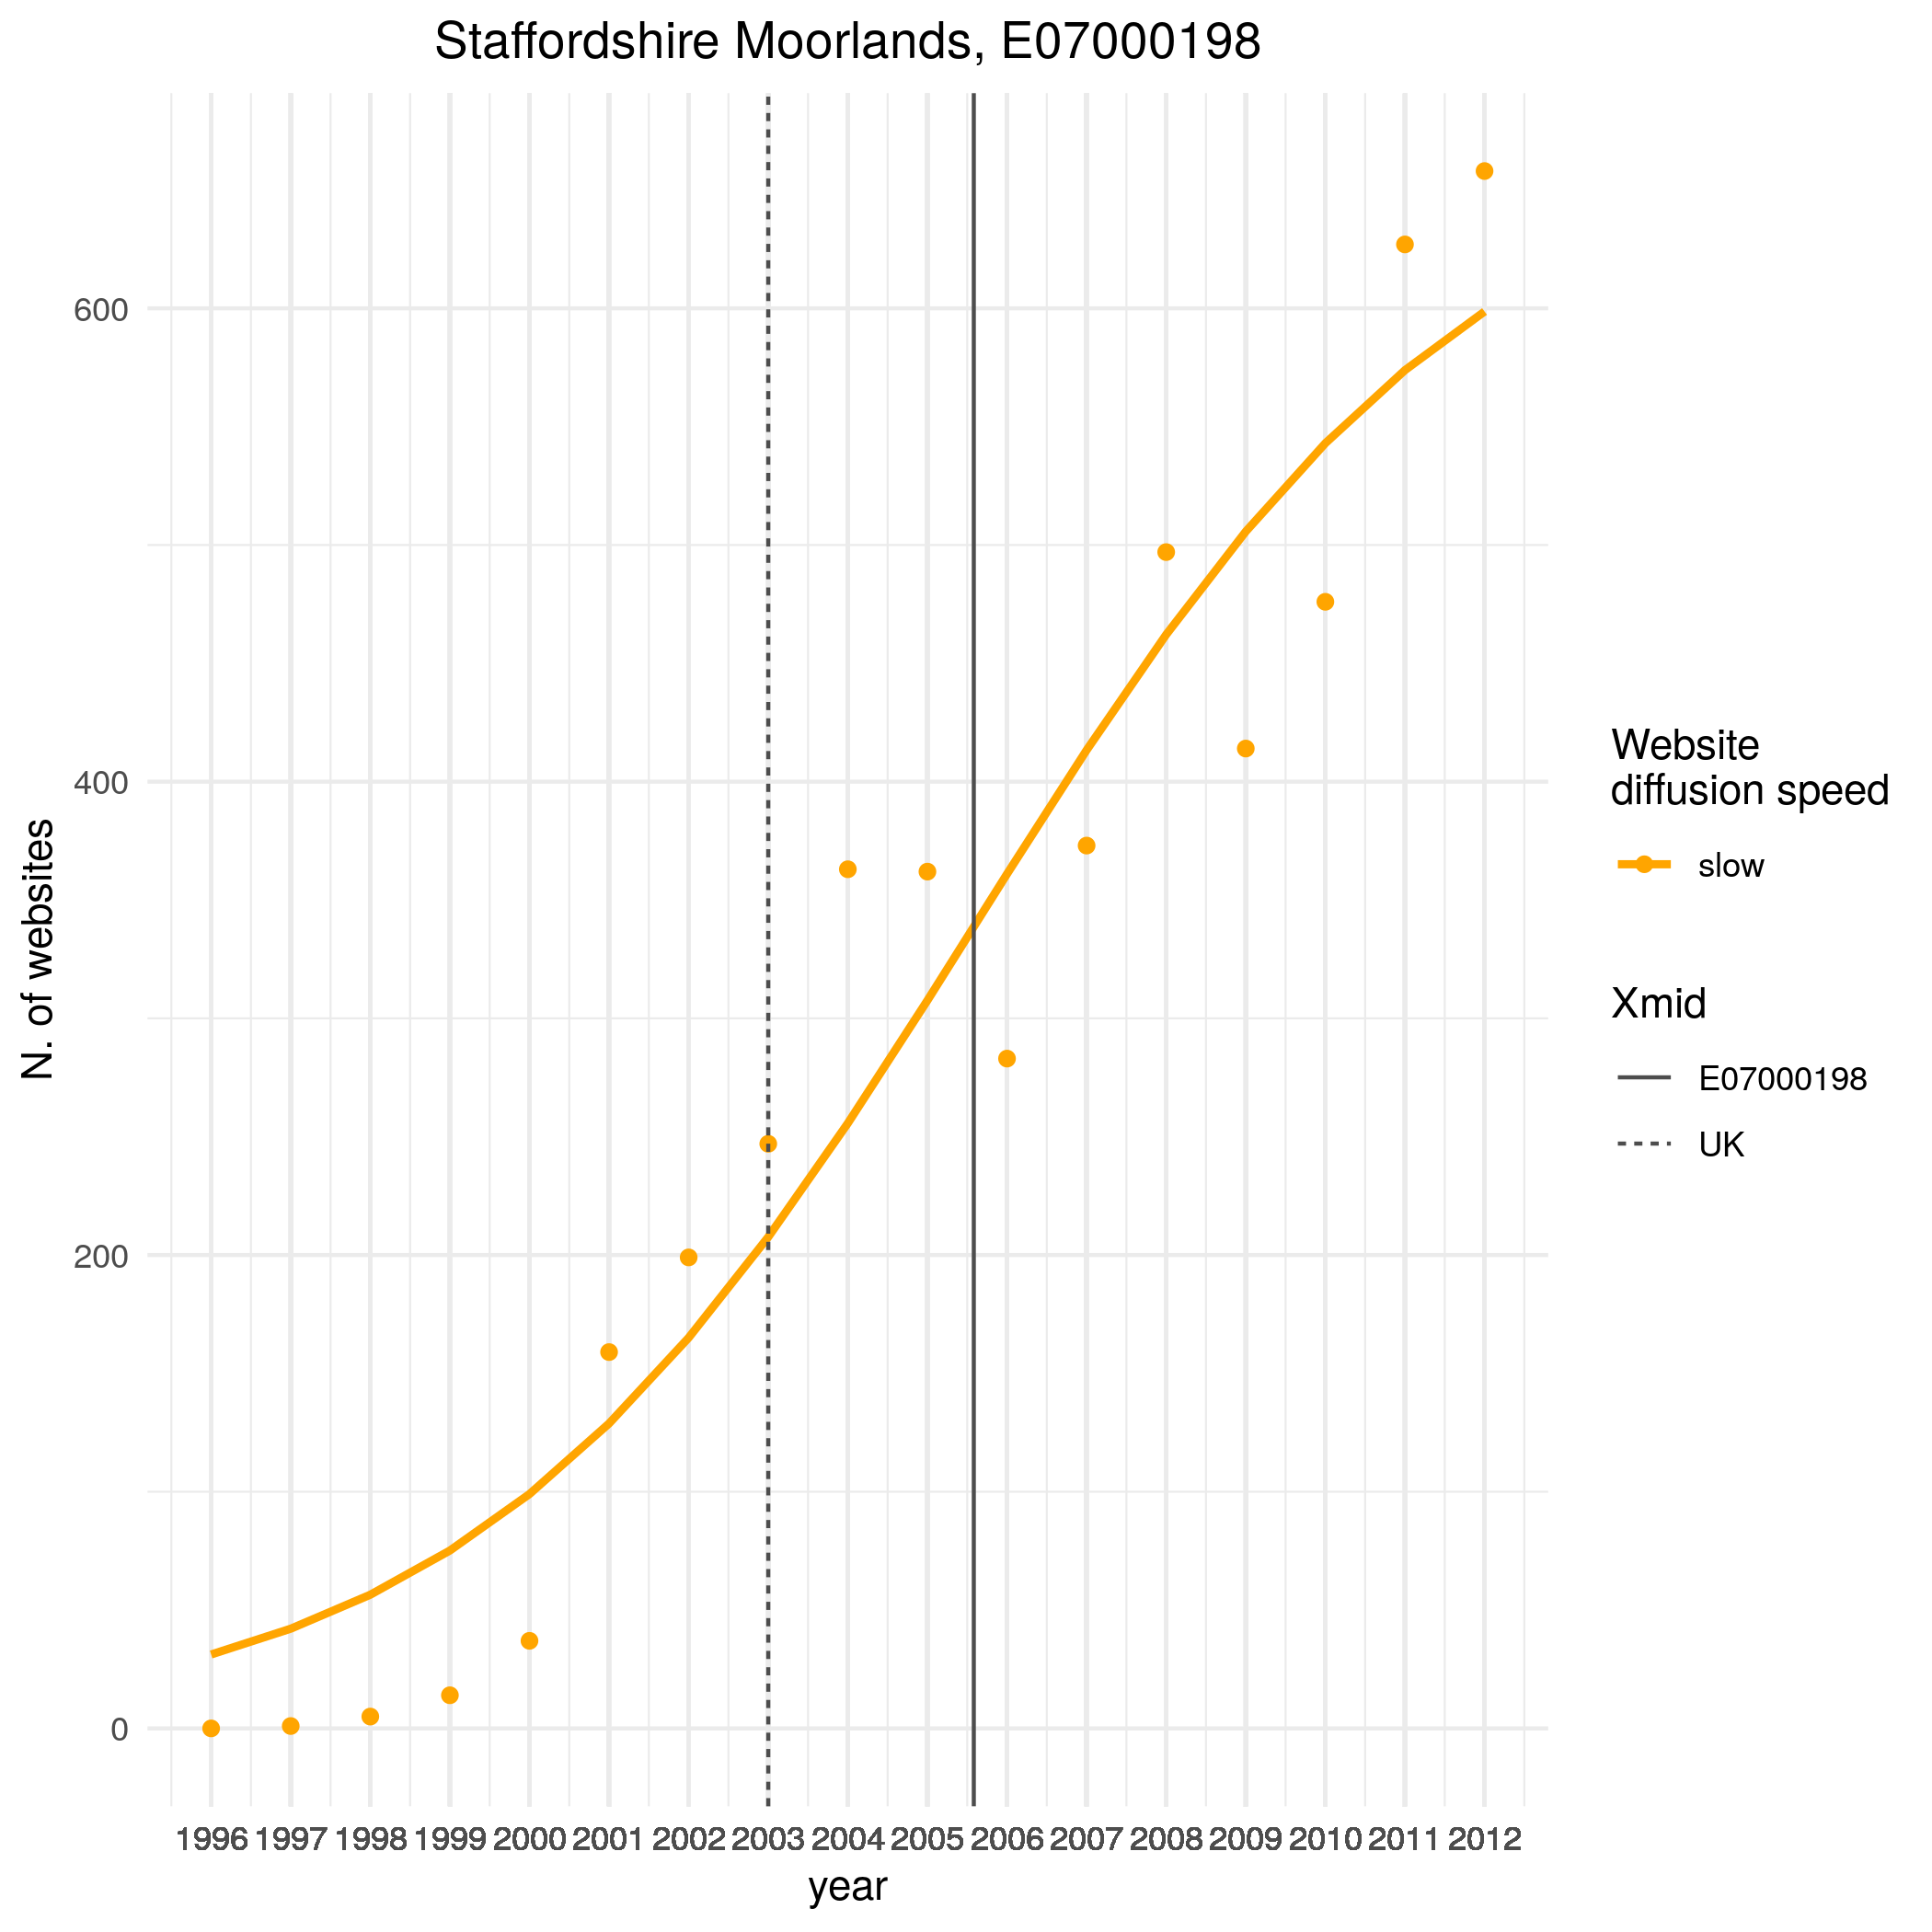 Staffordshire Moorlands, E07000198
N. of websites
600
400
200
0
1996 1997 1998 1999 2000 2001 2002 2003 2004 2005 2006 2007 2008 2009 2010 2011 2012
year
Website
diffusion speed
slow
Xmid
E07000198
UK